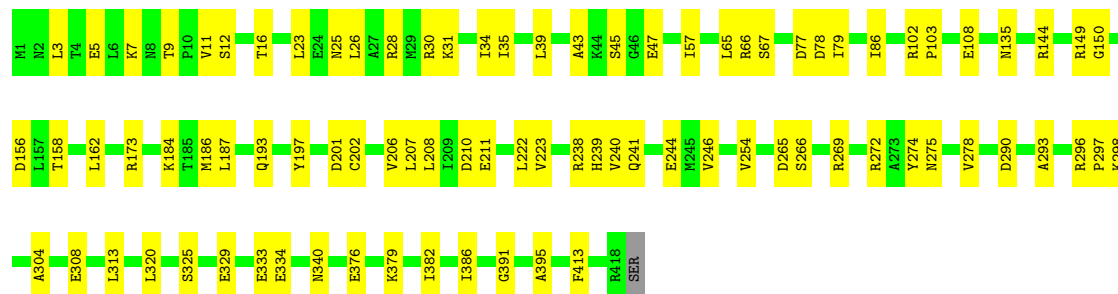 M1 N2 L3 T4 E5 L6 K7 N8 T9 P10 V11 S12 T16 L23 E24 N25 L26 A27 R28 M29 R30 K31 I34 I35 L39 A43 K44 S45 G46 E47 I57 L65 R66 S67 D77 D78 I79 I86 R102 P103 E108 N135 R144 R149 G150
D156 L157 T158 L162 R173 K184 T185 M186 L187 Q193 Y197 D201 C202 V206 L207 L208 I209 D210 E211 L222 V223 R238 H239 V240 Q241 E244 M245 V246 V254 D265 S266 R269 R272 A273 Y274 N275 V278 D290 A293 R296 P297 K298
A304 E308 L313 L320 S325 E329 E333 E334 N340 E376 K379 I382 I386 G391 A395 F413 R418 SER